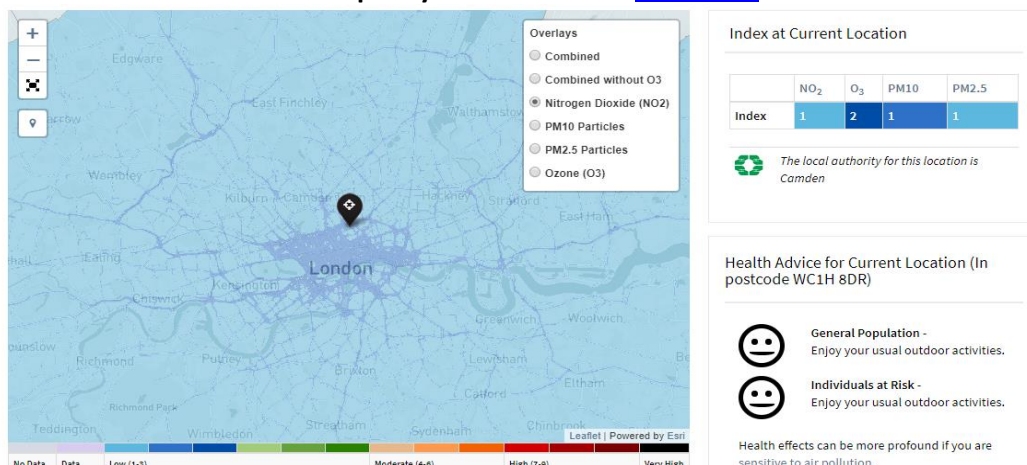 +
−
Overlays
Combined
Combined without O3
Nitrogen Dioxide (NO2)
PM10 Particles
PM2.5 Particles
Ozone (O3)
Edgware
East Finchley
Walthamstow
Wembley
Kilburn
Camden
Hackney
Stratford
East Ham
Ealing
London
Kensington
Chiswick
Greenwich
Woolwich
Richmond
Putney
Brixton
Lewisham
Eltham
Catford
Richmond Park
Streatham
Sydenham
Teddington
Wimbledon
Leaflet | Powered by Esri
No Data
Data
Low (1-3)
Moderate (4-6)
High (7-9)
Very High
Index at Current Location
NO2 O3 PM10 PM2.5
Index 1 2 1 1
The local authority for this location is
Camden
Health Advice for Current Location (In
postcode WC1H 8DR)
General Population -
Enjoy your usual outdoor activities.
Individuals at Risk -
Enjoy your usual outdoor activities.
Health effects can be more profound if you are
sensitive to air pollution